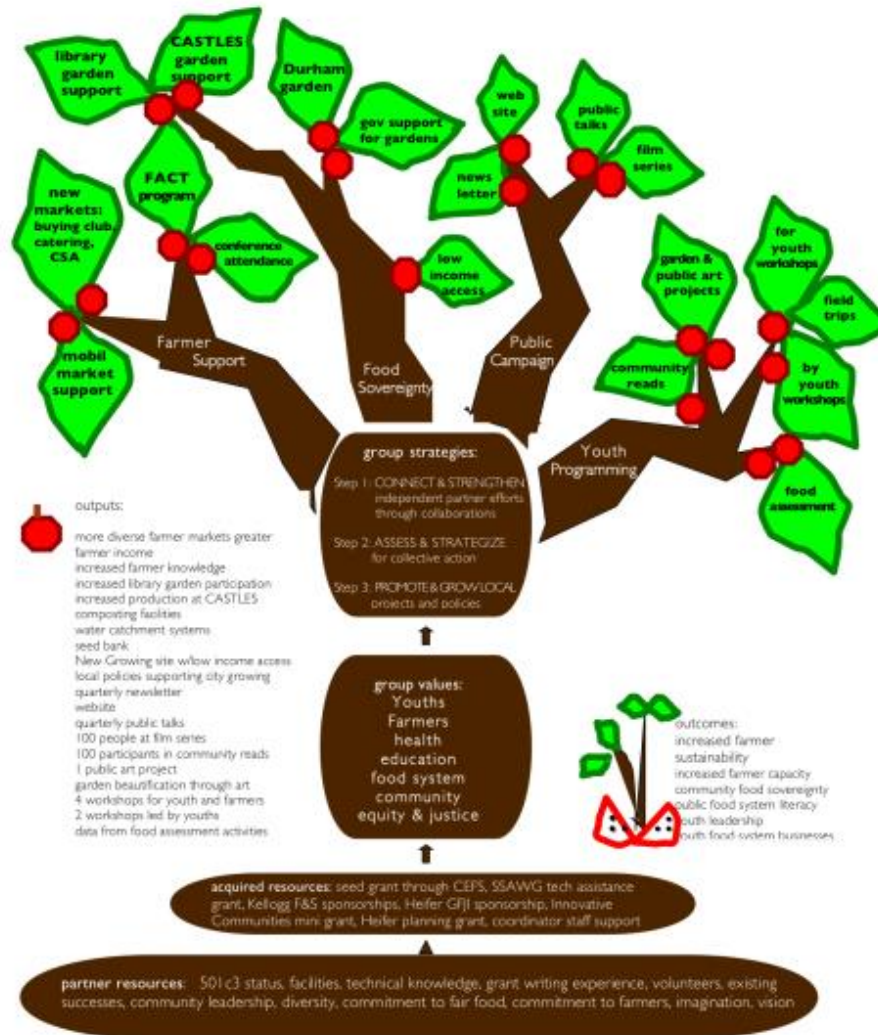 library
garden
support
CASTLES
garden
support
Durham
garden
gov support
for gardens
web
site
public
talks
news
letter
film
series
new
markets:
buying club,
catering,
CSA
FACT
program
conference
attendance
low
income
access
garden &
public art
projects
for
youth
workshops
field
trips
mobil
market
support
community
reads
by
youth
workshops
food
assessment
Farmer
Support
Food
Sovereignty
Public
Campaign
Youth
Programming
group strategies:
Step 1: CONNECT & STRENGTHEN
independent partner efforts
through collaborations
Step 2: ASSESS & STRATEGIZE
for collective action
Step 3: PROMOTE & GROW LOCAL
projects and policies
outputs:
more diverse farmer markets greater
farmer income
increased farmer knowledge
increased library garden participation
increased production at CASTLES
composting facilities
water catchment systems
seed bank
New Growing site w/low income access
local policies supporting city growing
quarterly newsletter
website
quarterly public talks
100 people at film series
100 participants in community reads
1 public art project
garden beautification through art
4 workshops for youth and farmers
2 workshops led by youths
data from food assessment activities
group values:
Youths
Farmers
health
education
food system
community
equity & justice
outcomes:
increased farmer
sustainability
increased farmer capacity
community food sovereignty
public food system literacy
youth leadership
youth food system businesses
acquired resources: seed grant through CEFS, SSAWG tech assistance
grant, Kellogg F&S sponsorships, Heifer GFJI sponsorship, Innovative
Communities mini grant, Heifer planning grant, coordinator staff support
partner resources: 501c3 status, facilities, technical knowledge, grant writing experience, volunteers, existing
successes, community leadership, diversity, commitment to fair food, commitment to farmers, imagination, vision